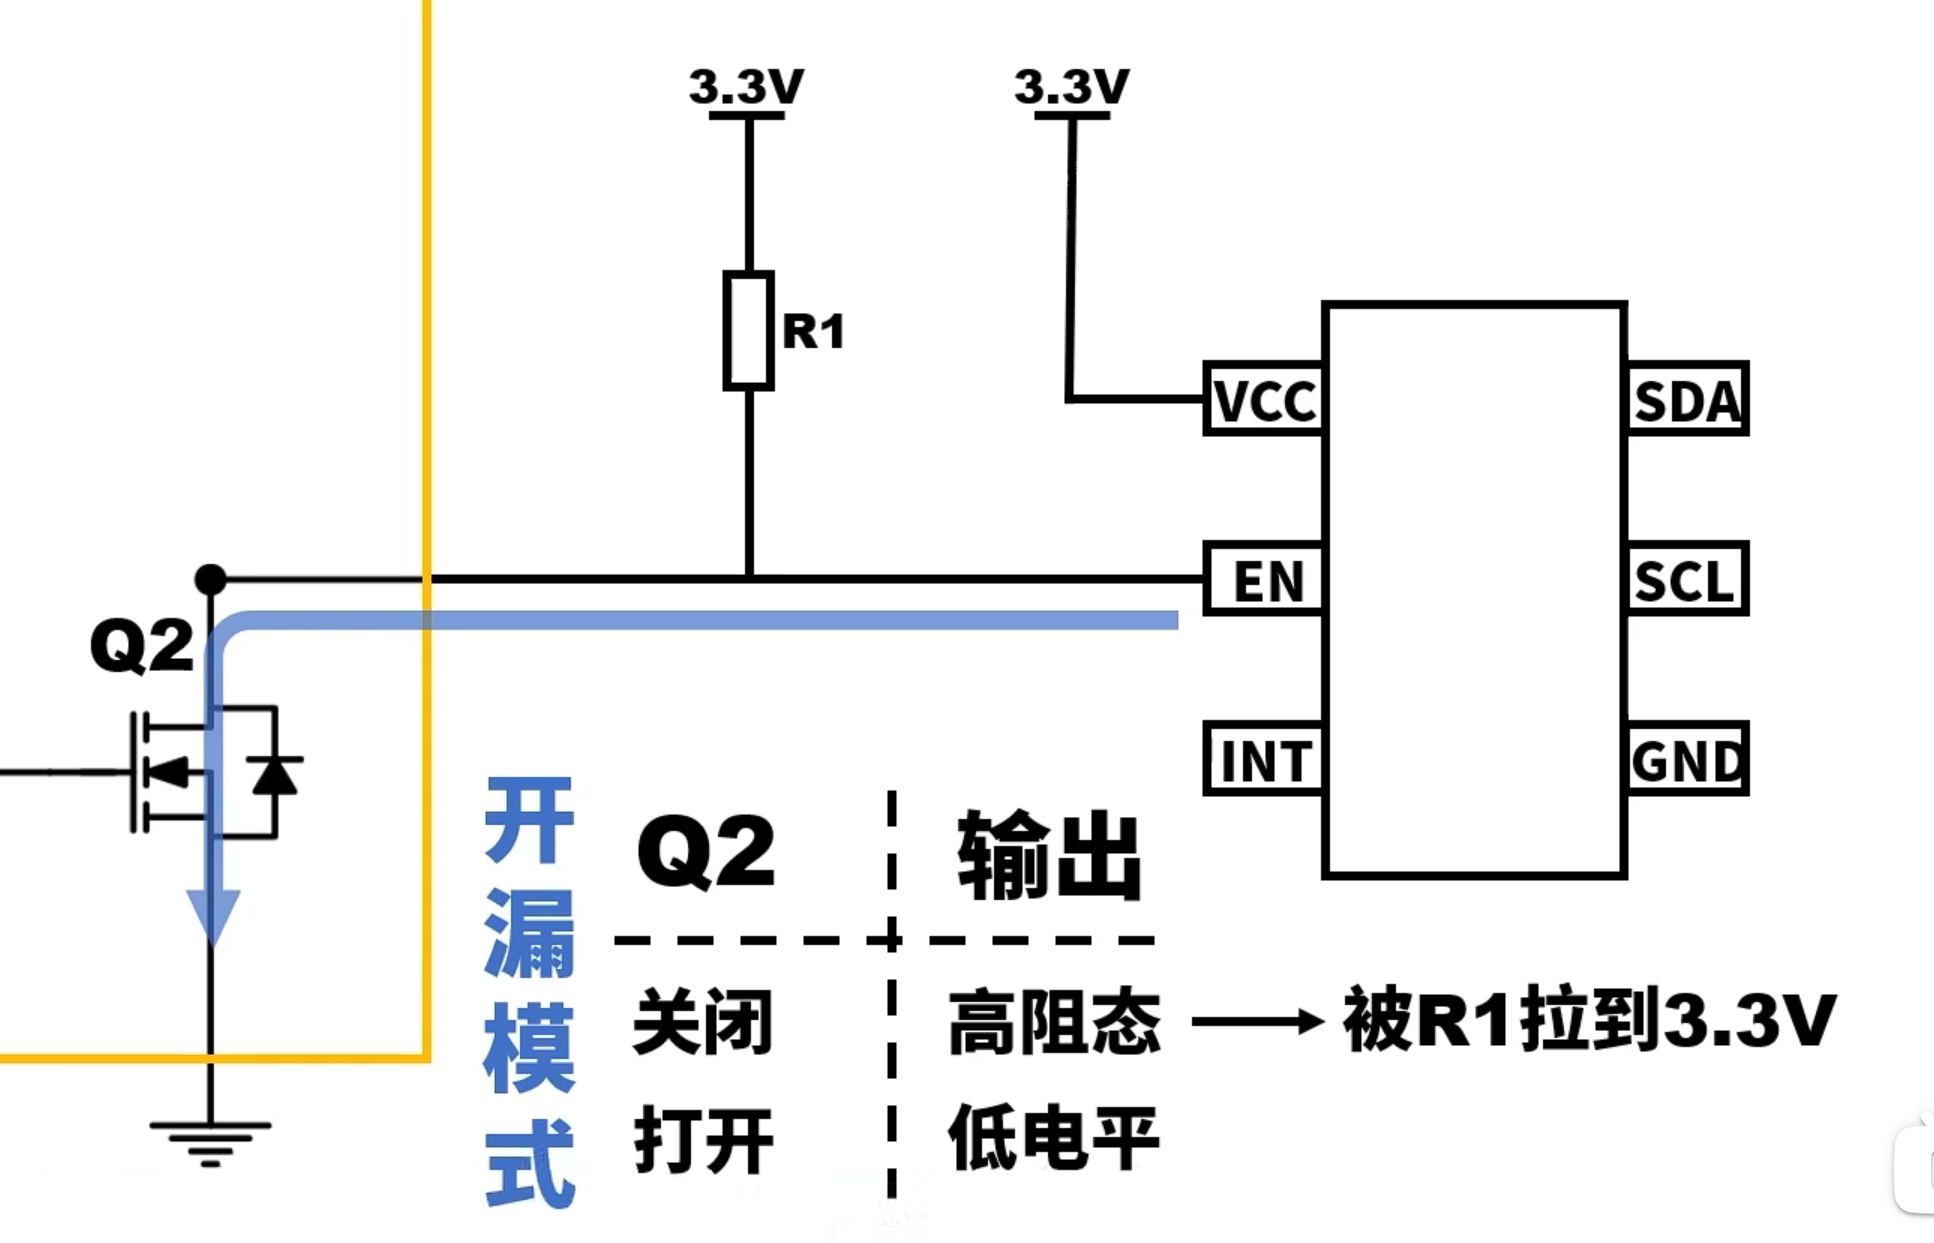 3.3V
3.3V
R1
VCC
SDA
EN
SCL
Q2
INT
GND
开漏模式
Q2 输出
关闭 高阻态 → 被R1拉到3.3V
打开 低电平